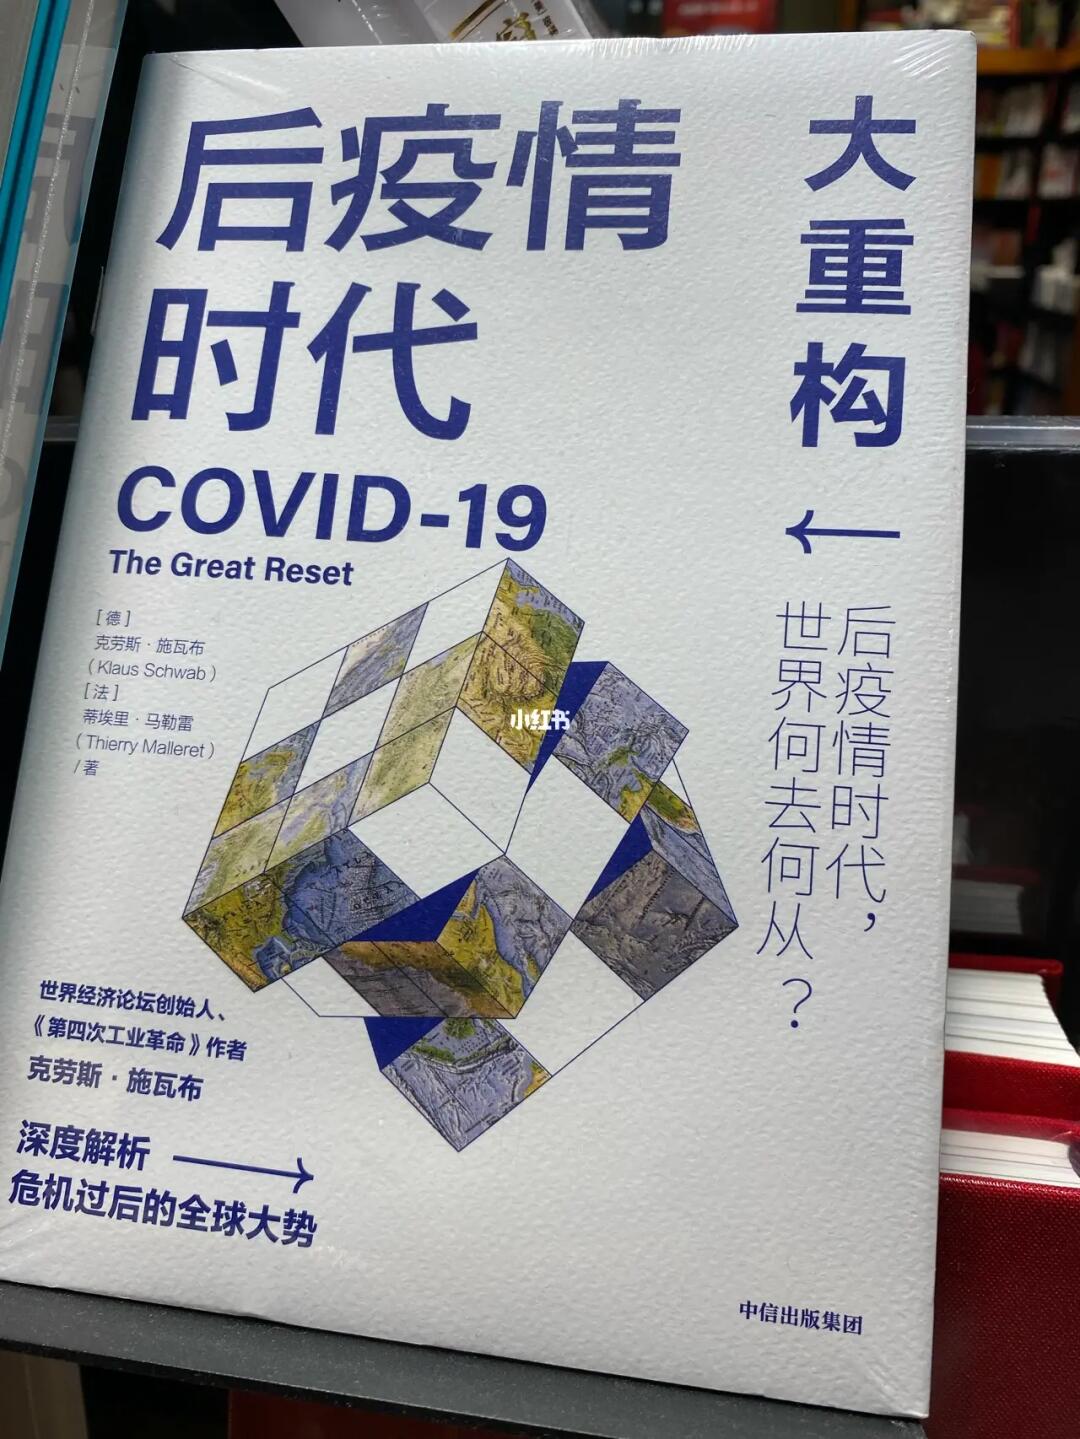 后疫情
时代
COVID-19
The Great Reset
[德]
克劳斯·施瓦布
(Klaus Schwab)
[法]
蒂埃里·马勒雷
(Thierry Malleret)
/著
大重构
后疫情时代，
世界何去何从？
小红书
世界经济论坛创始人、
《第四次工业革命》作者
克劳斯·施瓦布
深度解析
危机过后的全球大势
中信出版集团